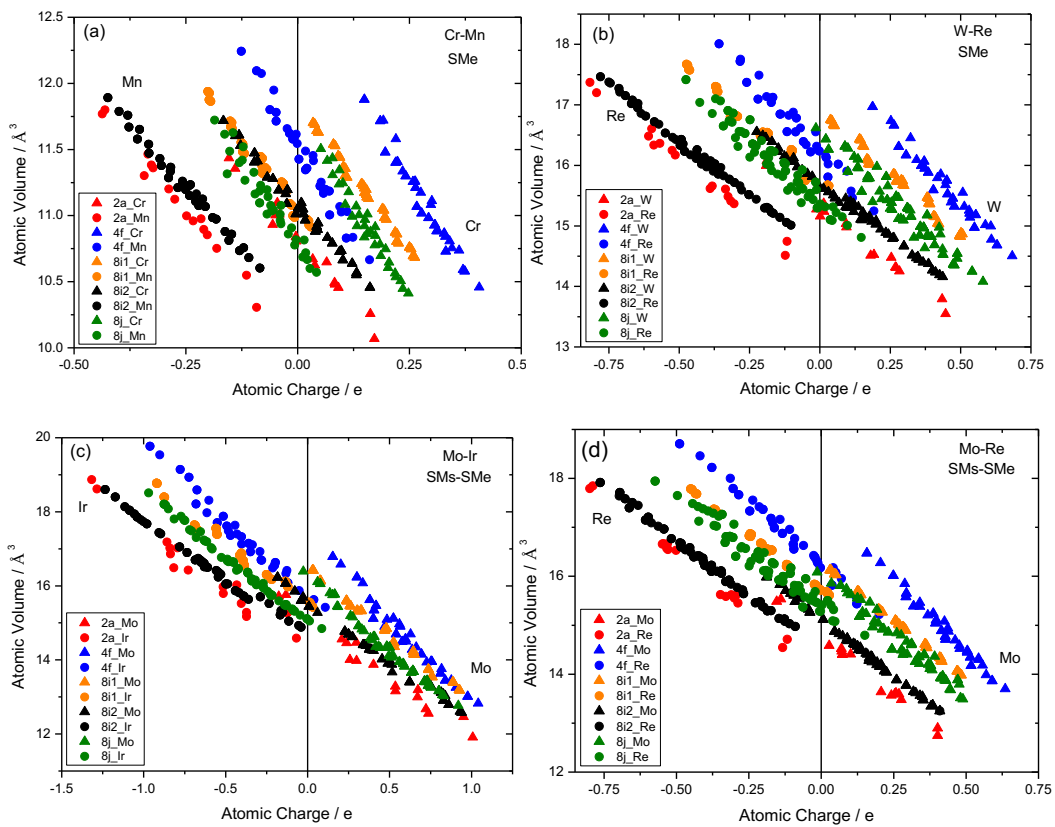 (a)
Cr-Mn
SMe
Mn
Cr
2a_Cr
2a_Mn
4f_Cr
4f_Mn
8i1_Cr
8i1_Mn
8i2_Cr
8i2_Mn
8j_Cr
8j_Mn
12.5
12.0
11.5
11.0
10.5
10.0
-0.50
-0.25
0.00
0.25
0.50
Atomic Volume / Å ³
Atomic Charge / e
(b)
W-Re
SMe
Re
W
2a_W
2a_Re
4f_W
4f_Re
8i1_W
8i1_Re
8i2_W
8i2_Re
8j_W
8j_Re
18
17
16
15
14
13
-0.75
-0.50
-0.25
0.00
0.25
0.50
0.75
Atomic Volume / Å ³
Atomic Charge / e
(c)
Mo-Ir
SMs-SMe
Ir
Mo
2a_Mo
2a_Ir
4f_Mo
4f_Ir
8i1_Mo
8i1_Ir
8i2_Mo
8i2_Ir
8j_Mo
8j_Ir
20
18
16
14
12
-1.5
-1.0
-0.5
0.0
0.5
1.0
Atomic Volume / Å ³
Atomic Charge / e
(d)
Mo-Re
SMs-SMe
Re
Mo
2a_Mo
2a_Re
4f_Mo
4f_Re
8i1_Mo
8i1_Re
8i2_Mo
8i2_Re
8j_Mo
8j_Re
18
16
14
12
-0.75
-0.50
-0.25
0.00
0.25
0.50
0.75
Atomic Volume / Å ³
Atomic Charge / e